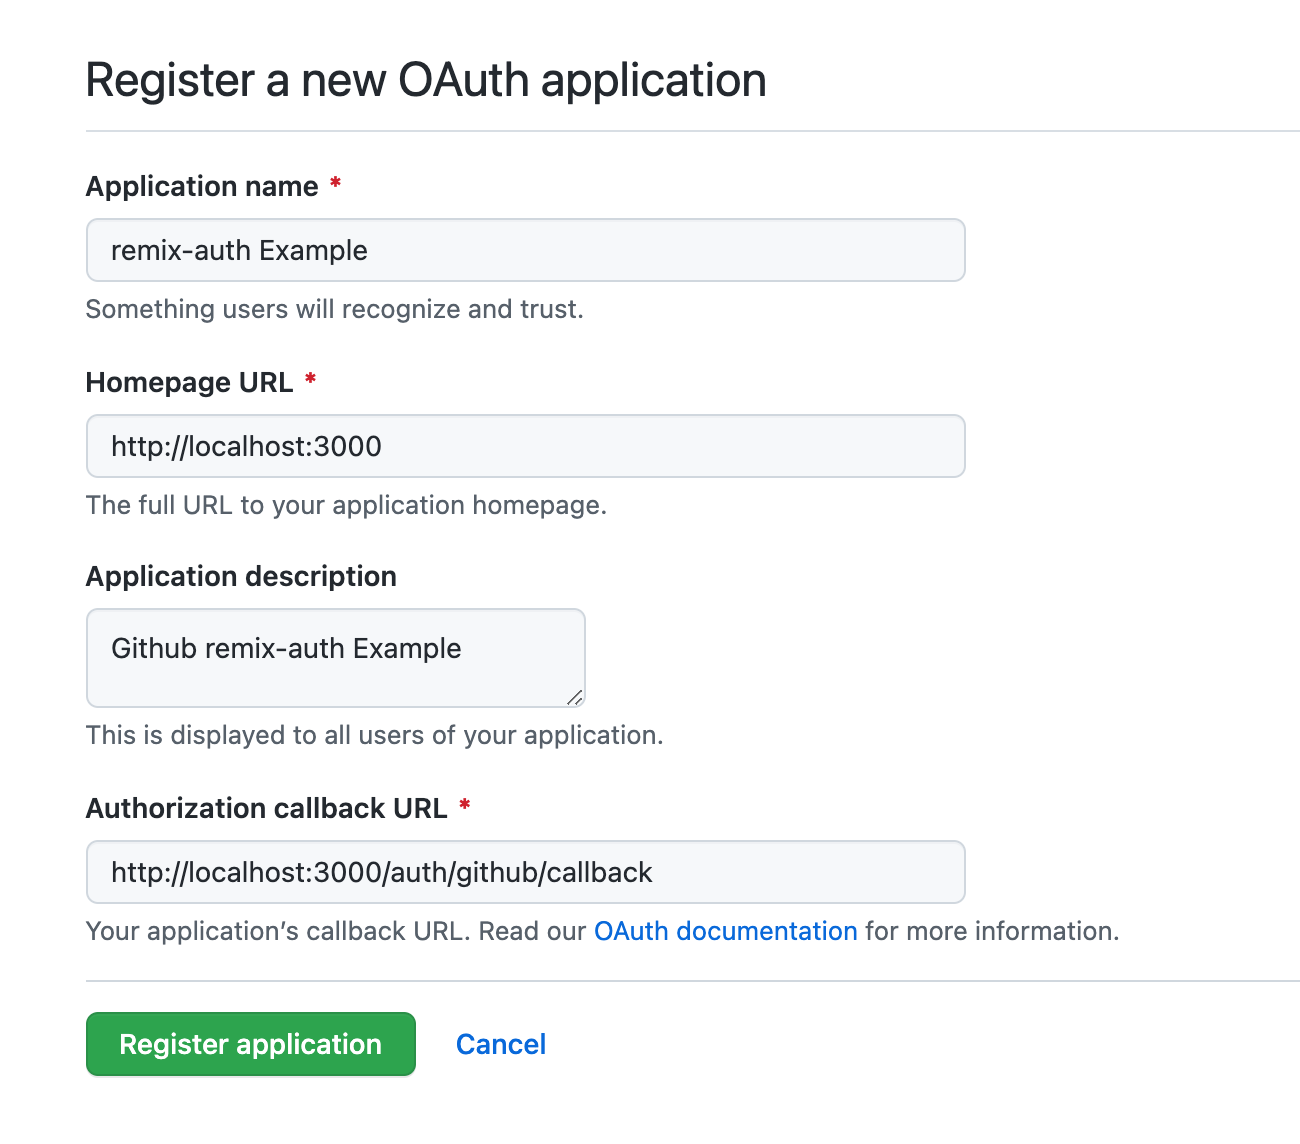 Register a new OAuth application
Application name *
remix-auth Example
Something users will recognize and trust.
Homepage URL *
http://localhost:3000
The full URL to your application homepage.
Application description
Github remix-auth Example
This is displayed to all users of your application.
Authorization callback URL *
http://localhost:3000/auth/github/callback
Your application’s callback URL. Read our OAuth documentation for more information.
Register application Cancel